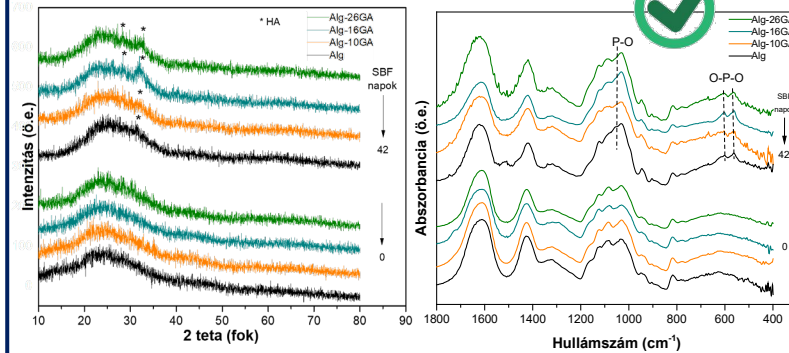 * HA
Alg-26GA
Alg-16GA
Alg-10GA
Alg
SBF
napok
42
0
*
*
*
*
*
*
Intenzitás (ö.e.)
10 20 30 40 50 60 70 80 90
2 teta (fok)
Alg-26GA
Alg-16GA
Alg-10GA
Alg
P-O
O-P-O
SBF
napok
42
0
Abszorbancia (ö.e.)
1800 1600 1400 1200 1000 800 600 400
Hullámszám (cm⁻¹)